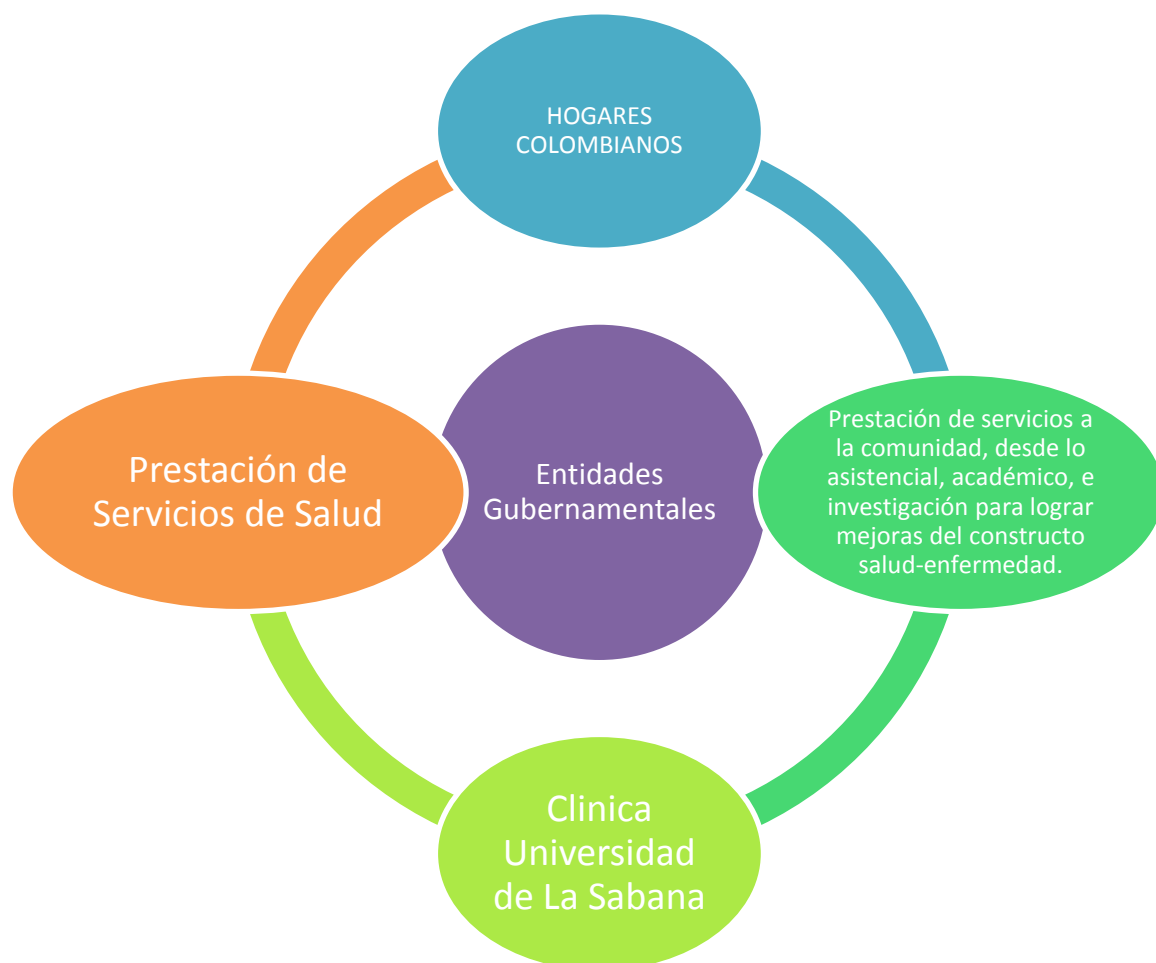 HOGARES
COLOMBIANOS
Prestación de
Servicios de Salud
Entidades
Gubernamentales
Prestación de servicios a
la comunidad, desde lo
asistencial, académico, e
investigación para lograr
mejoras del constructo
salud-enfermedad.
Clinica
Universidad
de La Sabana